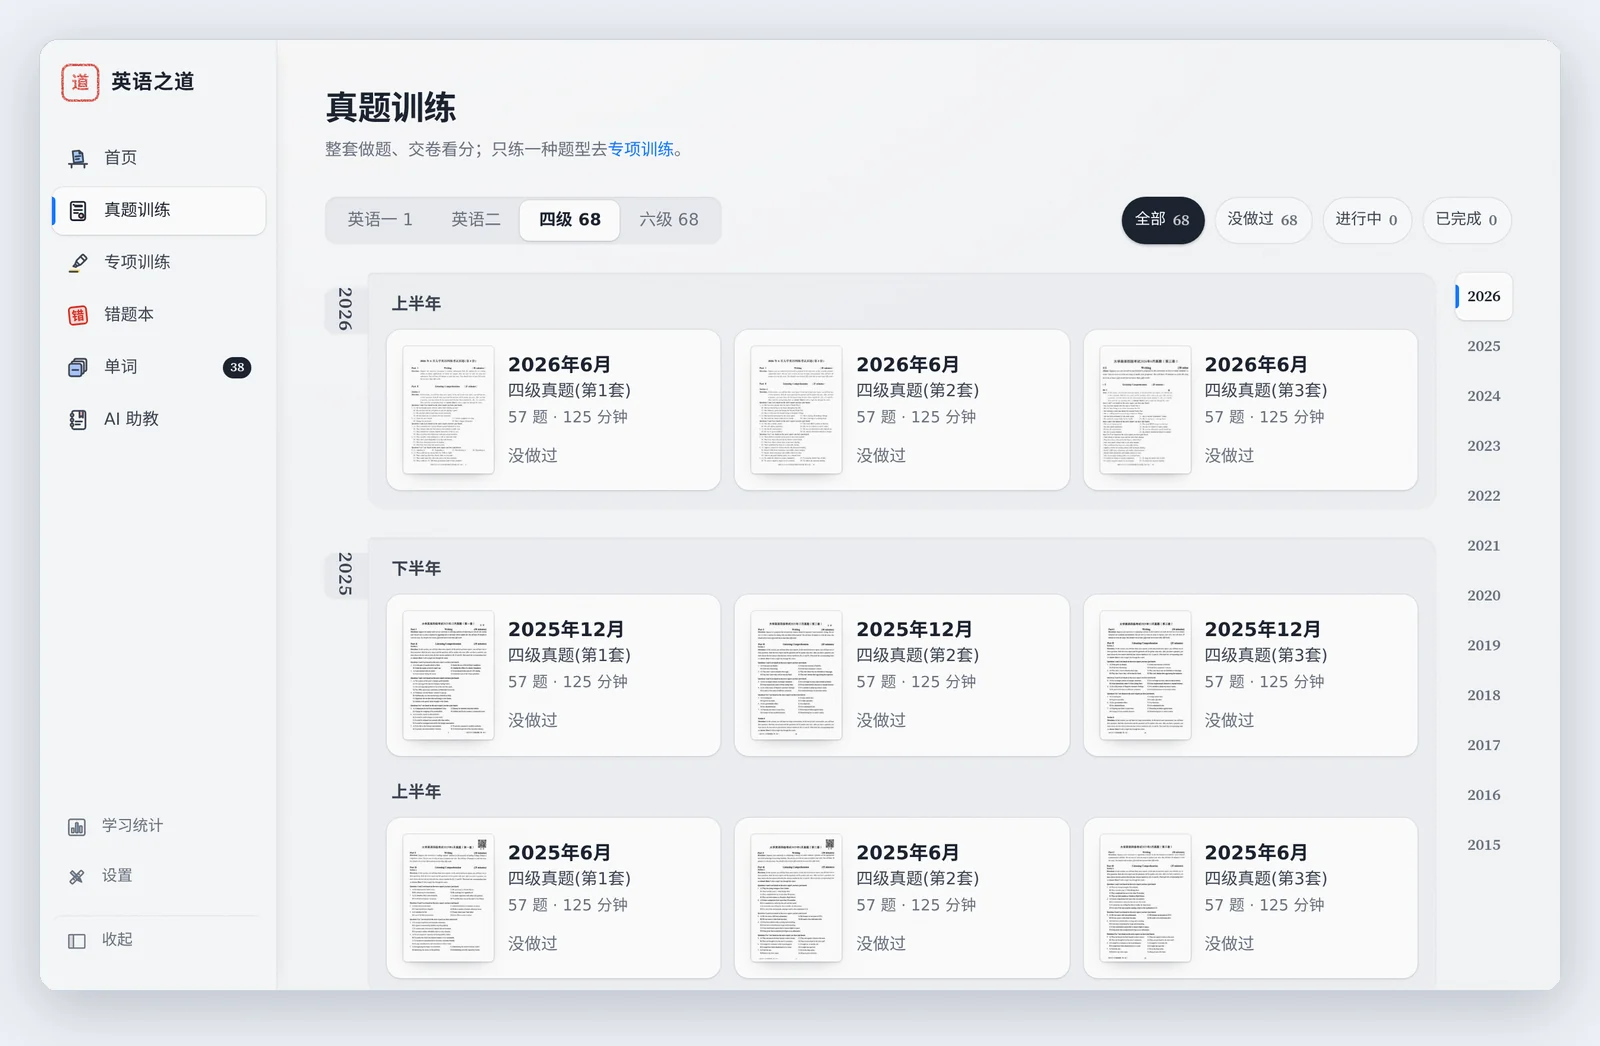 道 英语之道
首页
真题训练
专项训练
错 错题本
单词 38
AI 助教
学习统计
设置
收起
真题训练
整套做题、交卷看分；只练一种题型去专项训练。
英语一 1 英语二 四级 68 六级 68
全部 68 没做过 68 进行中 0 已完成 0
2026
上半年
2026年6月
四级真题(第1套)
57 题 · 125 分钟
没做过
2026年6月
四级真题(第2套)
57 题 · 125 分钟
没做过
2026年6月
四级真题(第3套)
57 题 · 125 分钟
没做过
2025
下半年
2025年12月
四级真题(第1套)
57 题 · 125 分钟
没做过
2025年12月
四级真题(第2套)
57 题 · 125 分钟
没做过
2025年12月
四级真题(第3套)
57 题 · 125 分钟
没做过
上半年
2025年6月
四级真题(第1套)
57 题 · 125 分钟
没做过
2025年6月
四级真题(第2套)
57 题 · 125 分钟
没做过
2025年6月
四级真题(第3套)
57 题 · 125 分钟
没做过
2026
2025
2024
2023
2022
2021
2020
2019
2018
2017
2016
2015